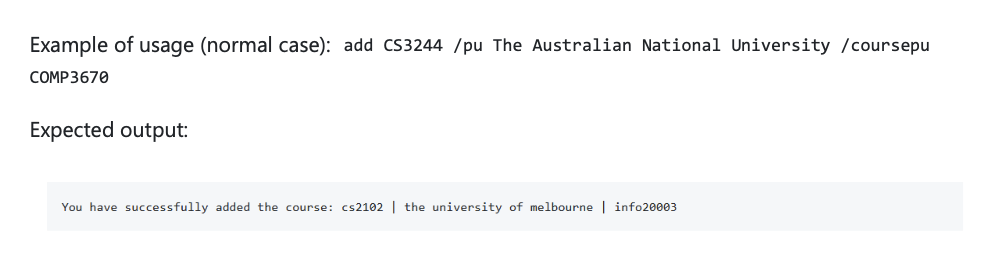 Example of usage (normal case): add CS3244 /pu The Australian National University /coursepu
COMP3670
Expected output:
You have successfully added the course: cs2102 | the university of melbourne | info20003